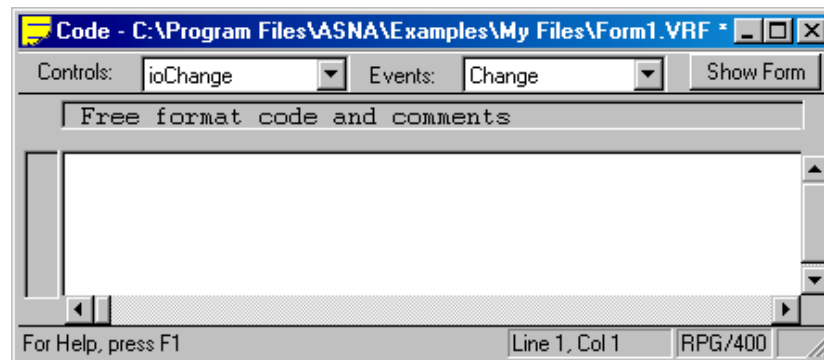 Code - C:\Program Files\ASNA\Examples\My Files\Form1.VRF *
Controls: ioChange Events: Change Show Form
Free format code and comments
For Help, press F1 Line 1, Col 1 RPG/400